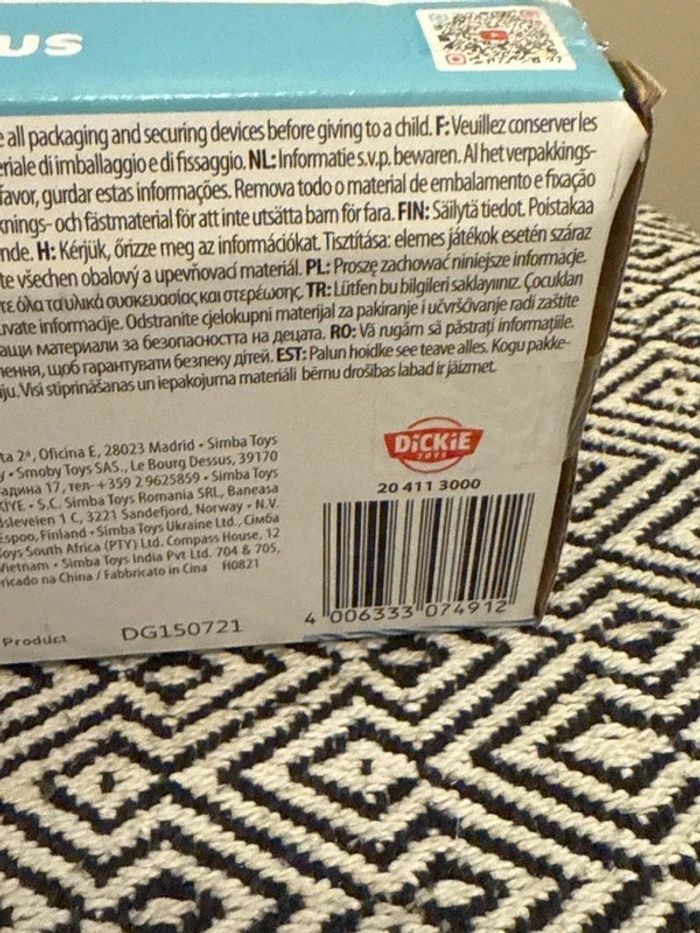 us
e all packaging and securing devices before giving to a child. F: Veuillez conserver les
eriale di imballaggio e di fissaggio. NL: Informatie s.v.p. bewaren. Al het verpakkings-
favor, gurdar estas informações. Remova todo o material de embalamento e fixação
knings- och fästmaterial för att inte utsätta barn för fara. FIN: Säilytä tiedot. Poistakaa
nde. H: Kérjük, őrizze meg az információkat. Tisztítása: elemes játékok esetén száraz
te všechen obalový a upevňovací materiál. PL: Proszę zachować niniejsze informacje.
τε όλα τα υλικά συσκευασίας και στερέωσης. TR: Lütfen bu bilgileri saklayınız. Çocuklan
uvate informacije. Odstranite cjelokupni materijal za pakiranje i učvršćivanje radi zaštite
ащи материали за безопасността на децата. RO: Vă rugăm să păstrați informațiile.
лення, щоб гарантувати безпеку дітей. EST: Palun hoidke see teave alles. Kogu pakke-
iju. Visi stiprināšanas un iepakojuma materiāli bērnu drošības labad ir jāizmet.
ta 2ª, Oficina E, 28023 Madrid • Simba Toys
y • Smoby Toys SAS., Le Bourg Dessus, 39170
адина 17, тел. +359 2 9625859 • Simba Toys
KİYE • S.C. Simba Toys Romania SRL, Baneasa
dsleveien 1 C, 3221 Sandefjord, Norway • N.V.
Espoo, Finland • Simba Toys Ukraine Ltd., Сімба
Toys South Africa (PTY) Ltd. Compass House, 12
Vietnam • Simba Toys India Pvt Ltd. 704 & 705,
ricado na China / Fabbricato in Cina H0821
DiCKiE
TOYS
20 411 3000
4 006333 074912
Product
DG150721